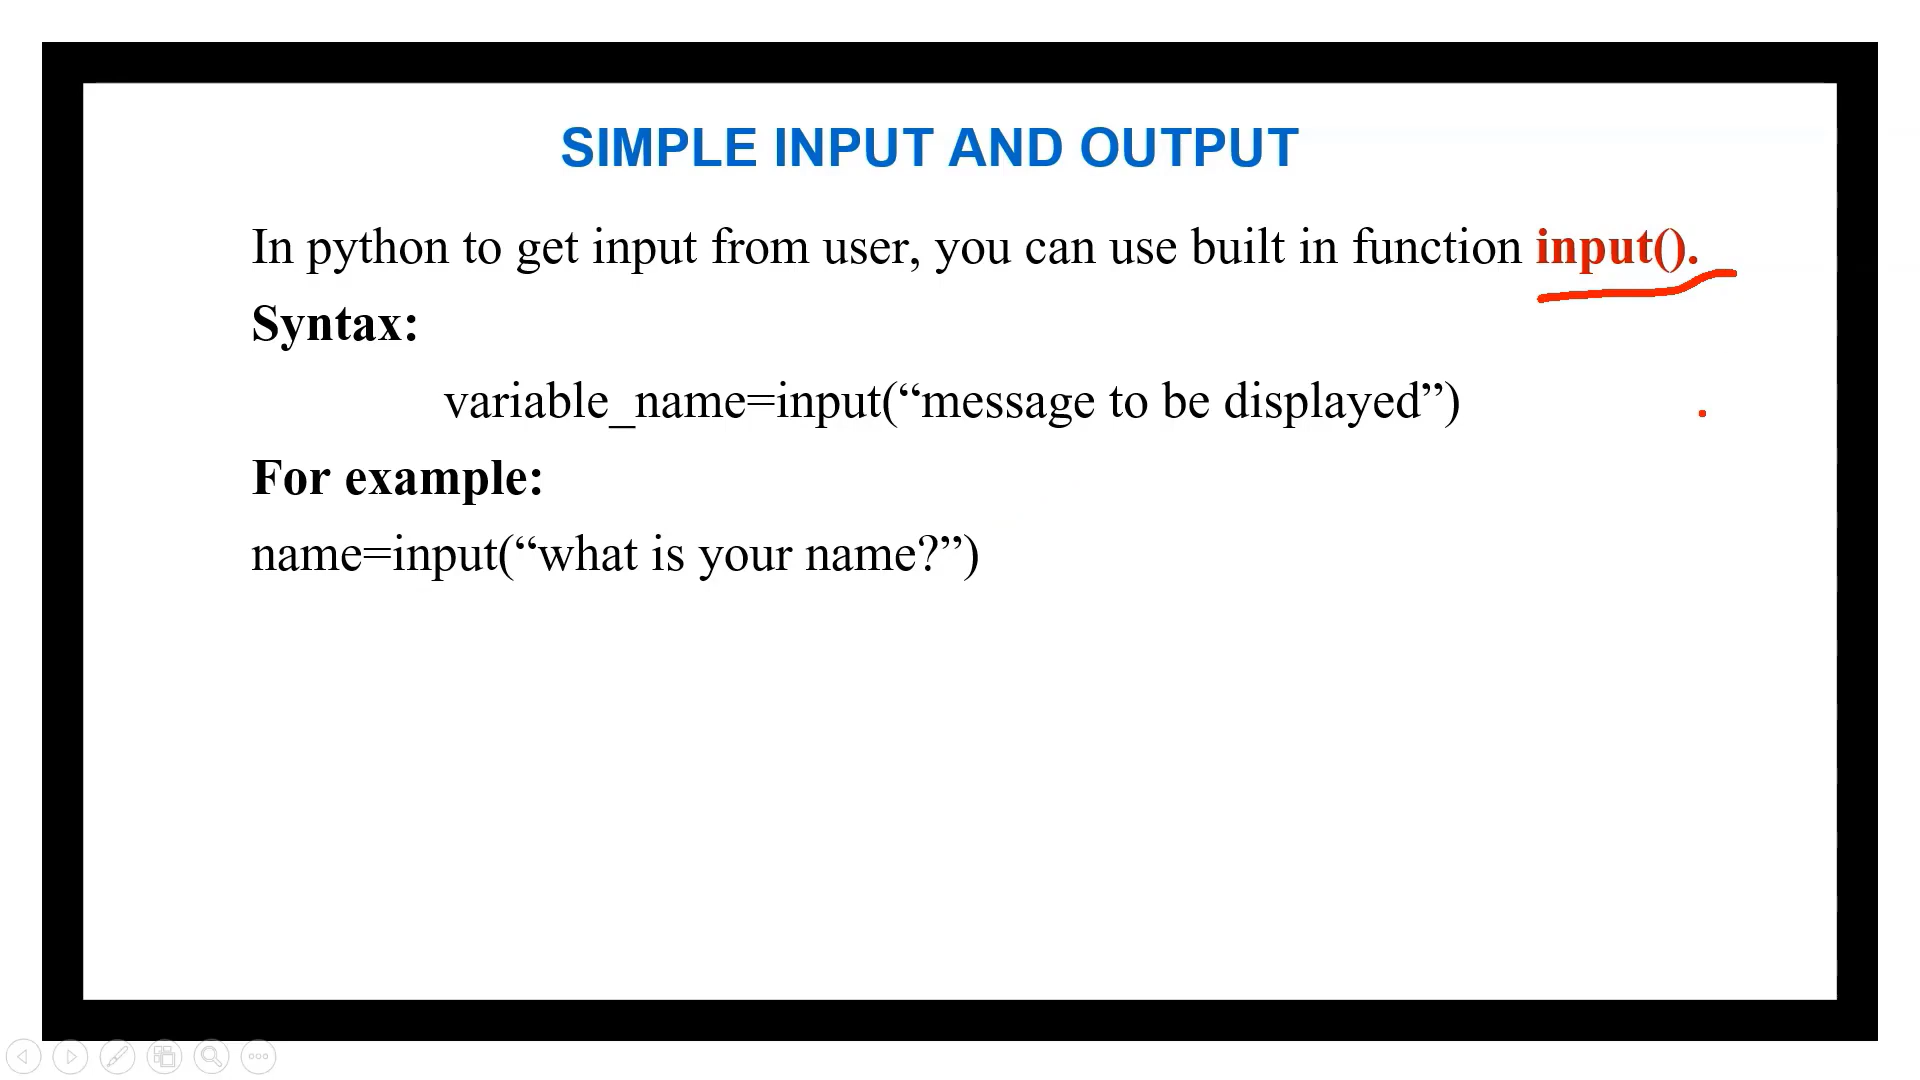 SIMPLE INPUT AND OUTPUT
In python to get input from user, you can use built in function input().
Syntax:
variable_name=input(“message to be displayed”)
For example:
name=input(“what is your name?”)